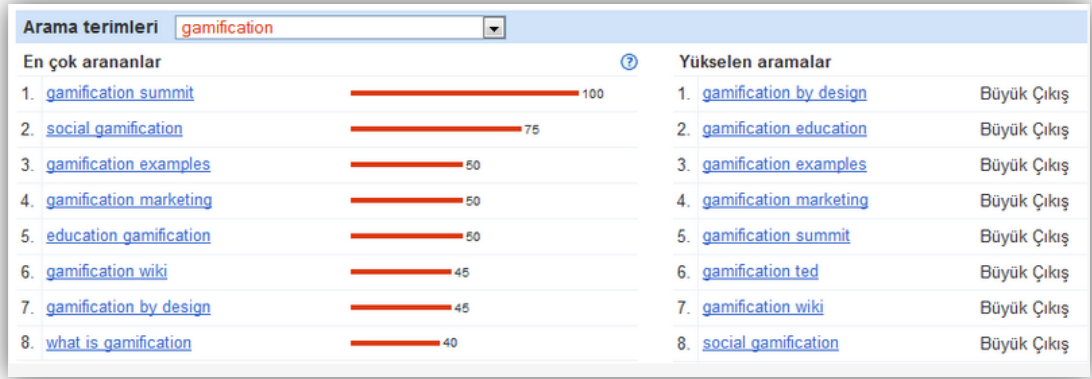 Arama terimleri gamification
En çok arananlar
1. gamification summit 100
2. social gamification 75
3. gamification examples 50
4. gamification marketing 50
5. education gamification 50
6. gamification wiki 45
7. gamification by design 45
8. what is gamification 40
Yükselen aramalar
1. gamification by design Büyük Çıkış
2. gamification education Büyük Çıkış
3. gamification examples Büyük Çıkış
4. gamification marketing Büyük Çıkış
5. gamification summit Büyük Çıkış
6. gamification ted Büyük Çıkış
7. gamification wiki Büyük Çıkış
8. social gamification Büyük Çıkış